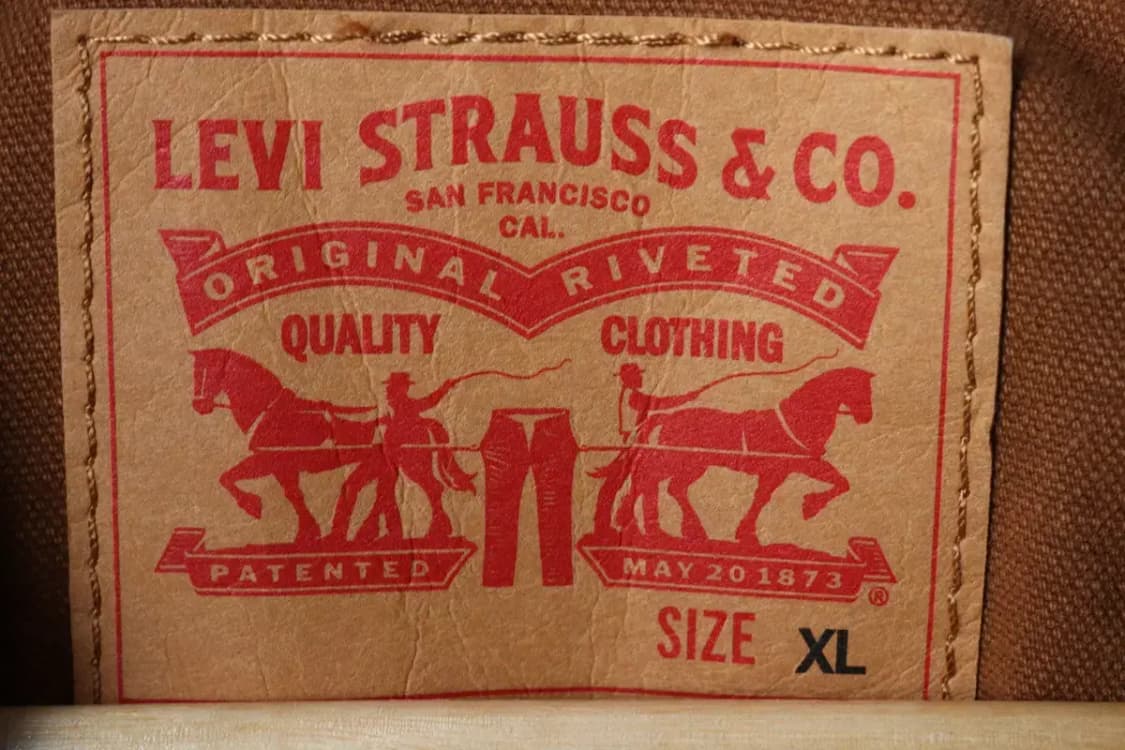 LEVI STRAUSS & CO.
SAN FRANCISCO
CAL.
ORIGINAL RIVETED
QUALITY CLOTHING
PATENTED MAY 20 1873 ®
SIZE XL